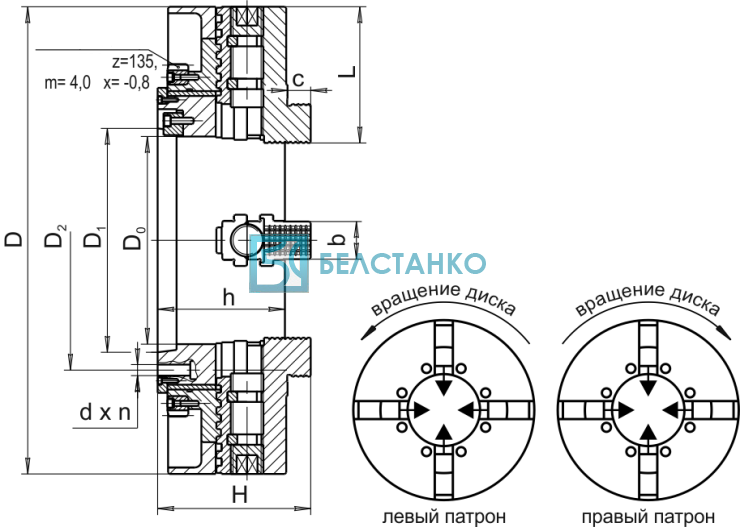 z=135,
m= 4,0 x= -0,8
c
L
D
D2
D1
D0
b
БЕЛСТАНКО
h
вращение диска
вращение диска
d x n
H
левый патрон
правый патрон